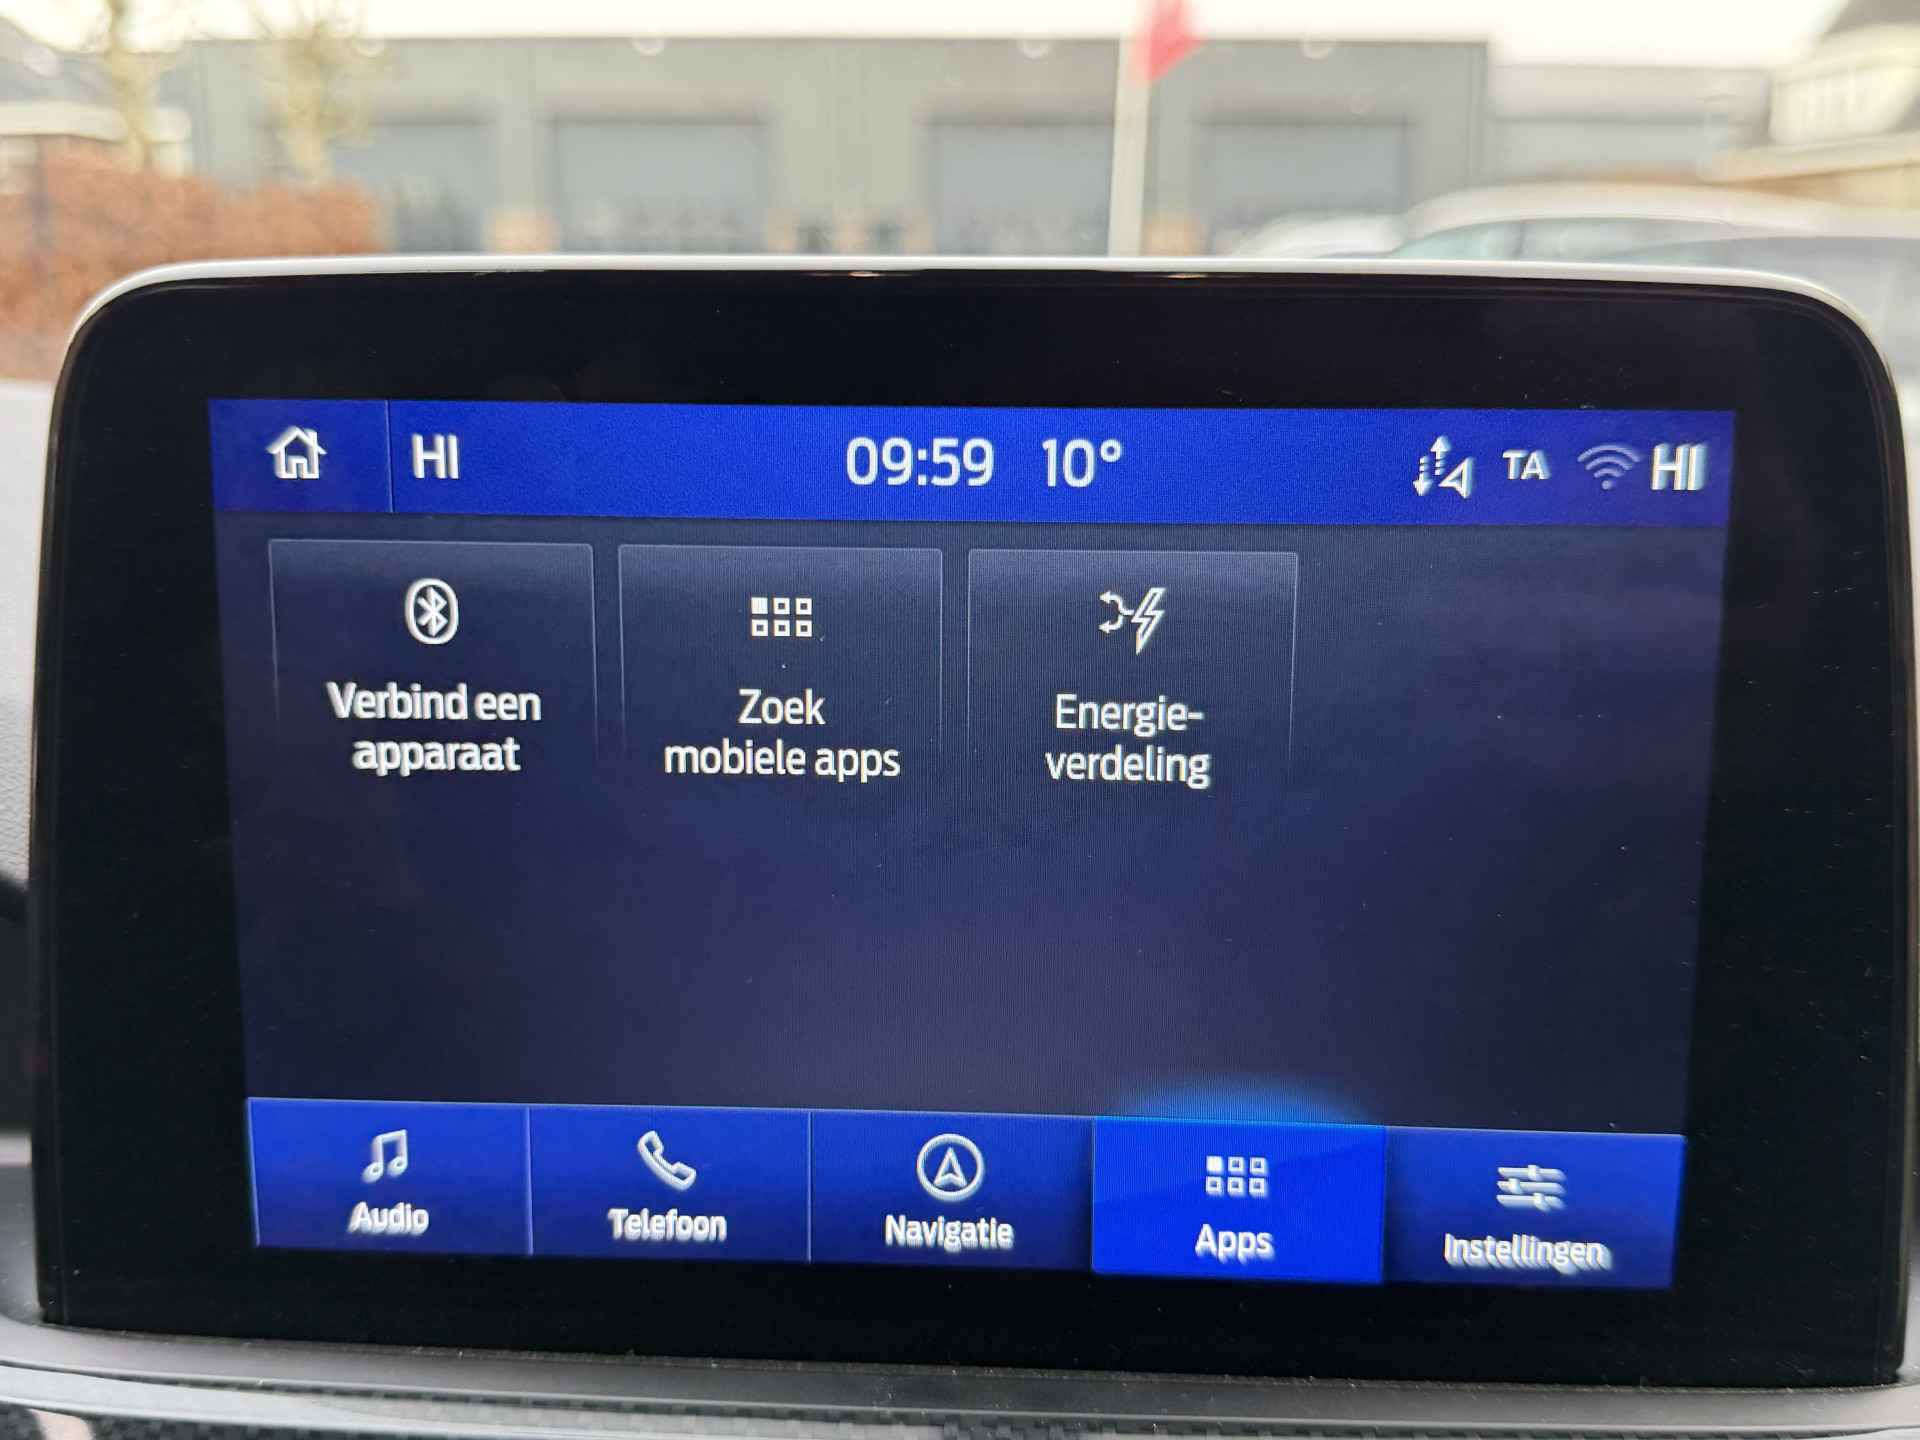 HI 09:59 10° TA HI
Verbind een
apparaat
Zoek
mobiele apps
Energie-
verdeling
Audio Telefoon Navigatie Apps Instellingen